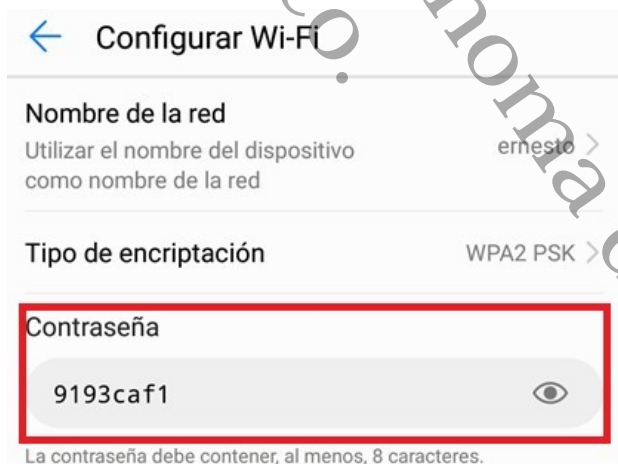 Configurar Wi-Fi
Nombre de la red
Utilizar el nombre del dispositivo
como nombre de la red
ernesto
Tipo de encriptación
WPA2 PSK
Contraseña
9193caf1
La contraseña debe contener, al menos, 8 caracteres.